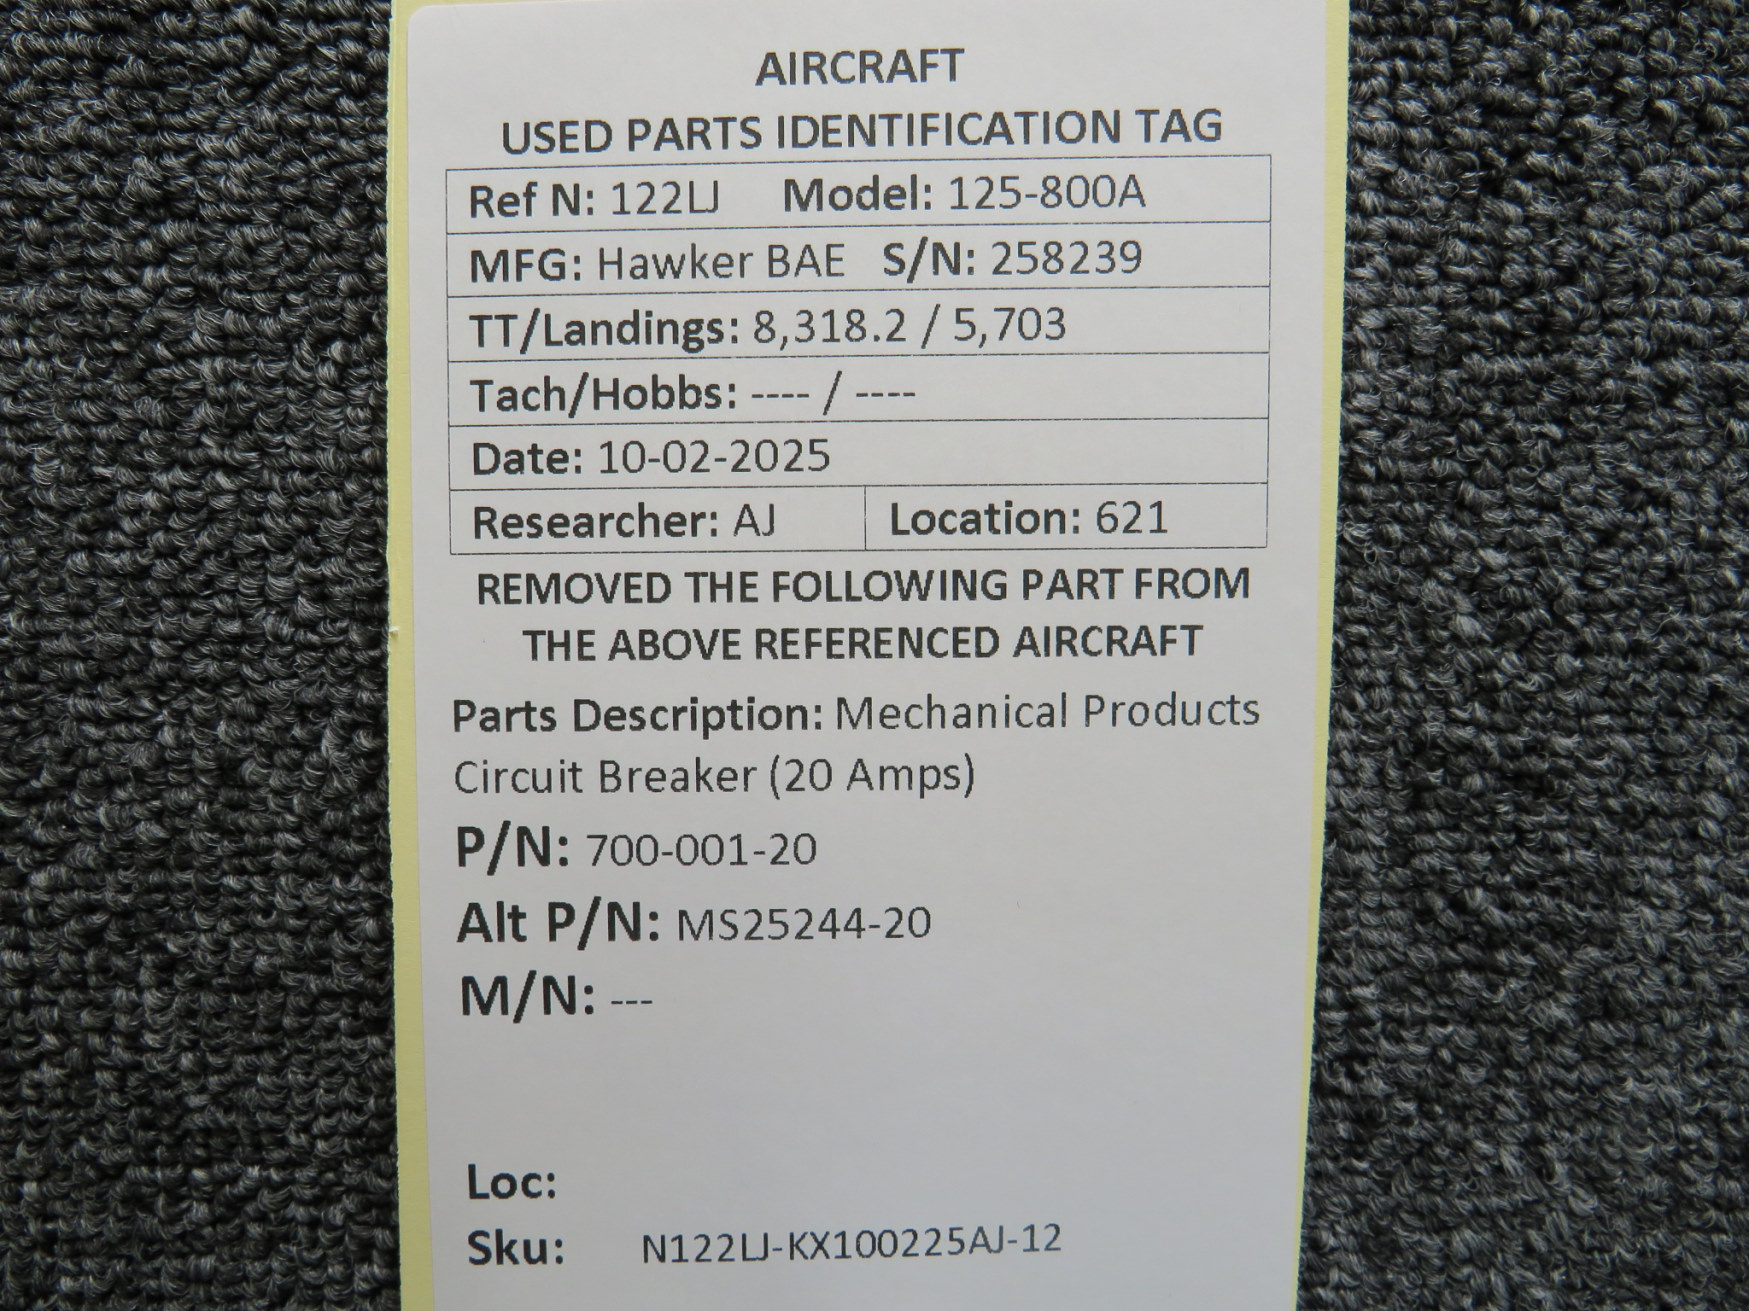 AIRCRAFT
USED PARTS IDENTIFICATION TAG
Ref N: 122LJ Model: 125-800A
MFG: Hawker BAE S/N: 258239
TT/Landings: 8,318.2 / 5,703
Tach/Hobbs: ---- / ----
Date: 10-02-2025
Researcher: AJ Location: 621
REMOVED THE FOLLOWING PART FROM
THE ABOVE REFERENCED AIRCRAFT
Parts Description: Mechanical Products
Circuit Breaker (20 Amps)
P/N: 700-001-20
Alt P/N: MS25244-20
M/N: ---
Loc:
Sku: N122LJ-KX100225AJ-12